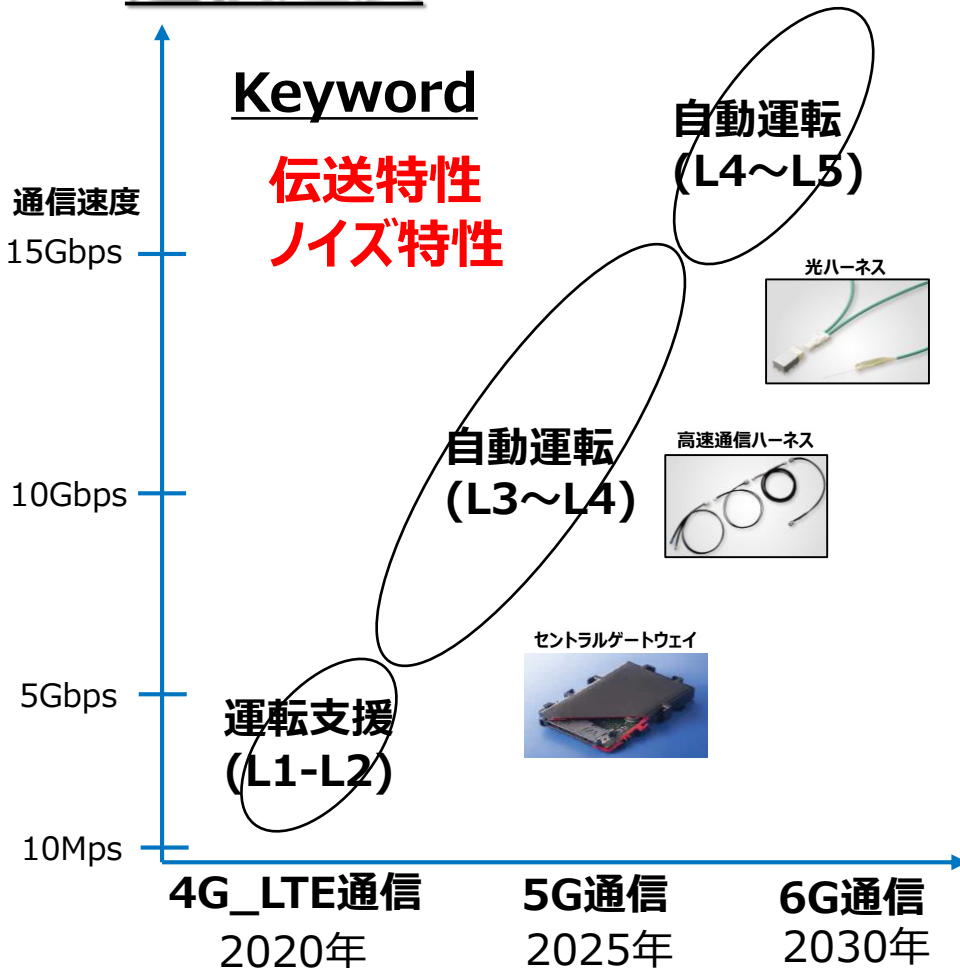 Keyword
伝送特性
ノイズ特性
通信速度
15Gbps
10Gbps
5Gbps
10Mps
自動運転
(L4～L5)
光ハーネス
自動運転
(L3～L4)
高速通信ハーネス
セントラルゲートウェイ
運転支援
(L1-L2)
4G_LTE通信
5G通信
6G通信
2020年
2025年
2030年